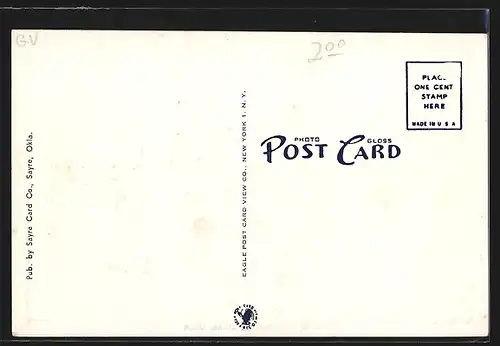 GV
200
PLAC.
ONE CENT
STAMP
HERE
MADE IN U S A
PHOTO GLOSS
POST CARD
Pub. by Sayre Card Co., Sayre, Okla.
EAGLE POST CARD VIEW CO., NEW YORK 1, N. Y.